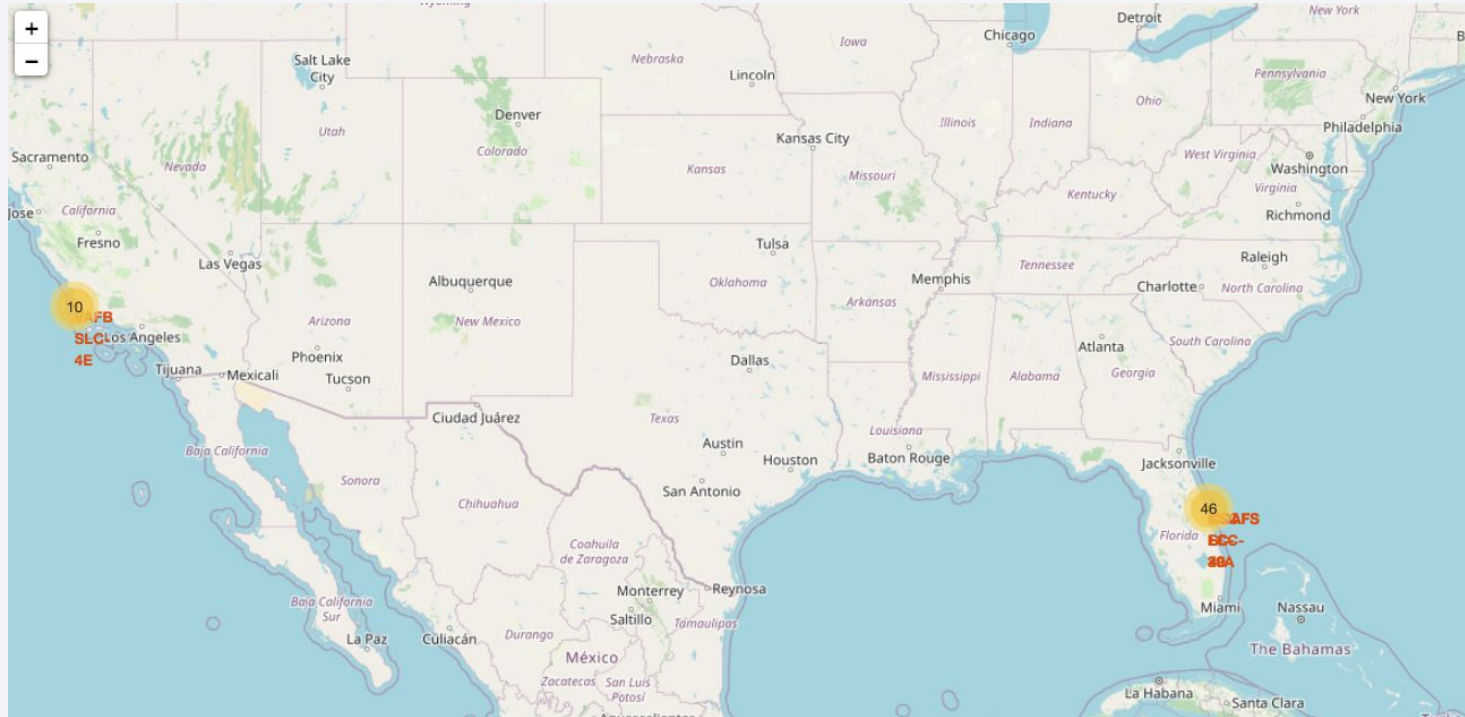 +
−
Wyoming
Detroit
New York
Chicago
Iowa
Salt Lake
City
Nebraska
Lincoln
Pennsylvania
New York
Ohio
Denver
Illinois
Indiana
Philadelphia
Utah
Kansas City
Colorado
Sacramento
West Virginia
Washington
Nevada
Kansas
Missouri
Virginia
Kentucky
Jose
California
Richmond
Fresno
Tulsa
Las Vegas
Raleigh
Tennessee
Albuquerque
Oklahoma
Memphis
Charlotte
North Carolina
Arkansas
10
VAFB
SLC-
4E
Los Angeles
Arizona
New Mexico
South Carolina
Atlanta
Phoenix
Dallas
Tijuana
Mexicali
Tucson
Mississippi
Alabama
Georgia
Ciudad Juárez
Texas
Louisiana
Austin
Baja California
Houston
Baton Rouge
Jacksonville
Sonora
San Antonio
Chihuahua
46
Florida
Coahuila
de Zaragoza
Monterrey
Reynosa
Baja California
Sur
Saltillo
Tamaulipas
Miami
Nassau
La Paz
Culiacán
Durango
México
The Bahamas
Zacatecas
San Luis
Potosí
La Habana
Santa Clara